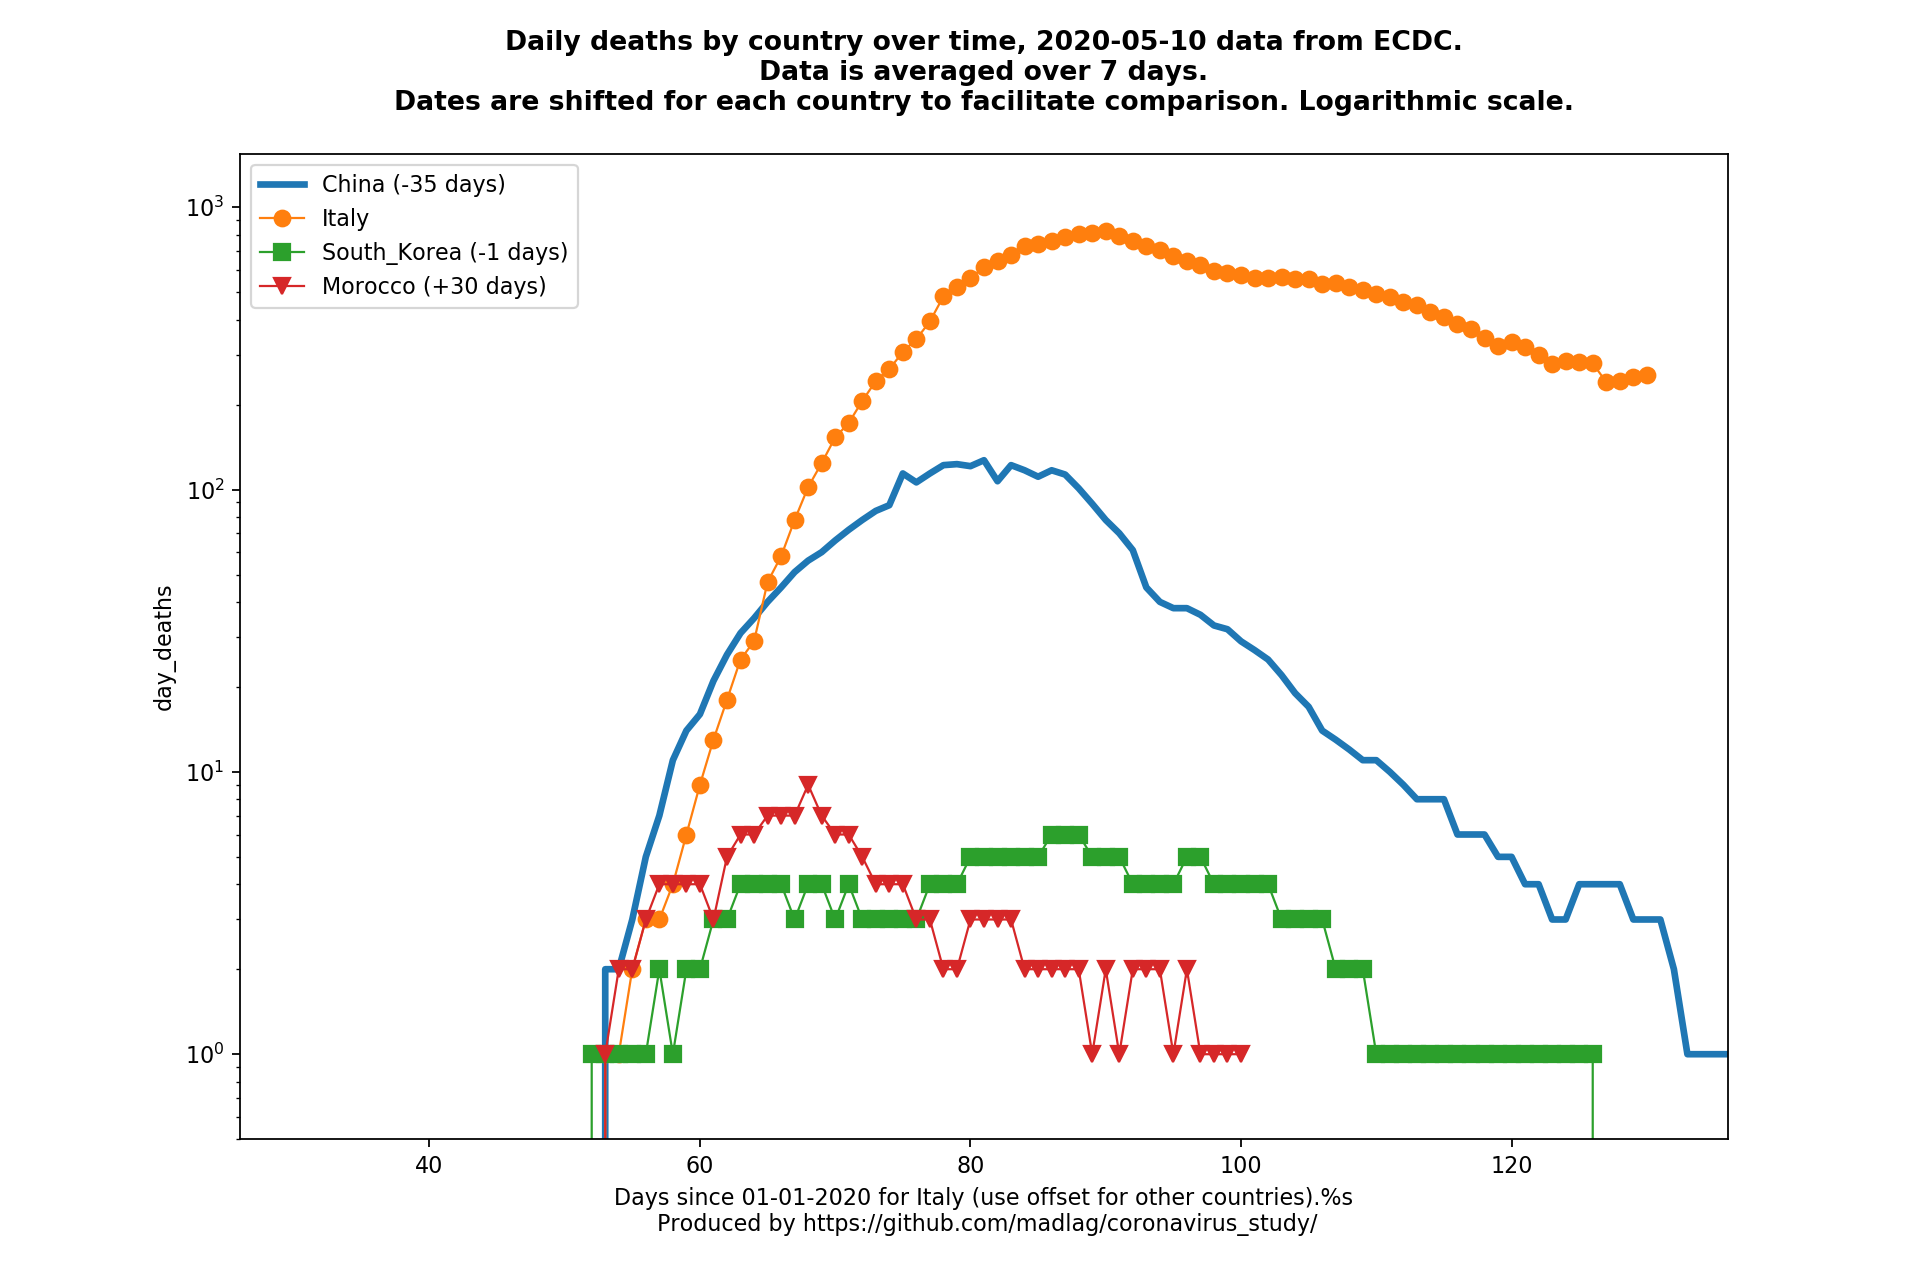 Daily deaths by country over time, 2020-05-10 data from ECDC.
Data is averaged over 7 days.
Dates are shifted for each country to facilitate comparison. Logarithmic scale.
China (-35 days)
Italy
South_Korea (-1 days)
Morocco (+30 days)
10³
10²
10¹
10⁰
day_deaths
40 60 80 100 120
Days since 01-01-2020 for Italy (use offset for other countries).%s
Produced by https://github.com/madlag/coronavirus_study/